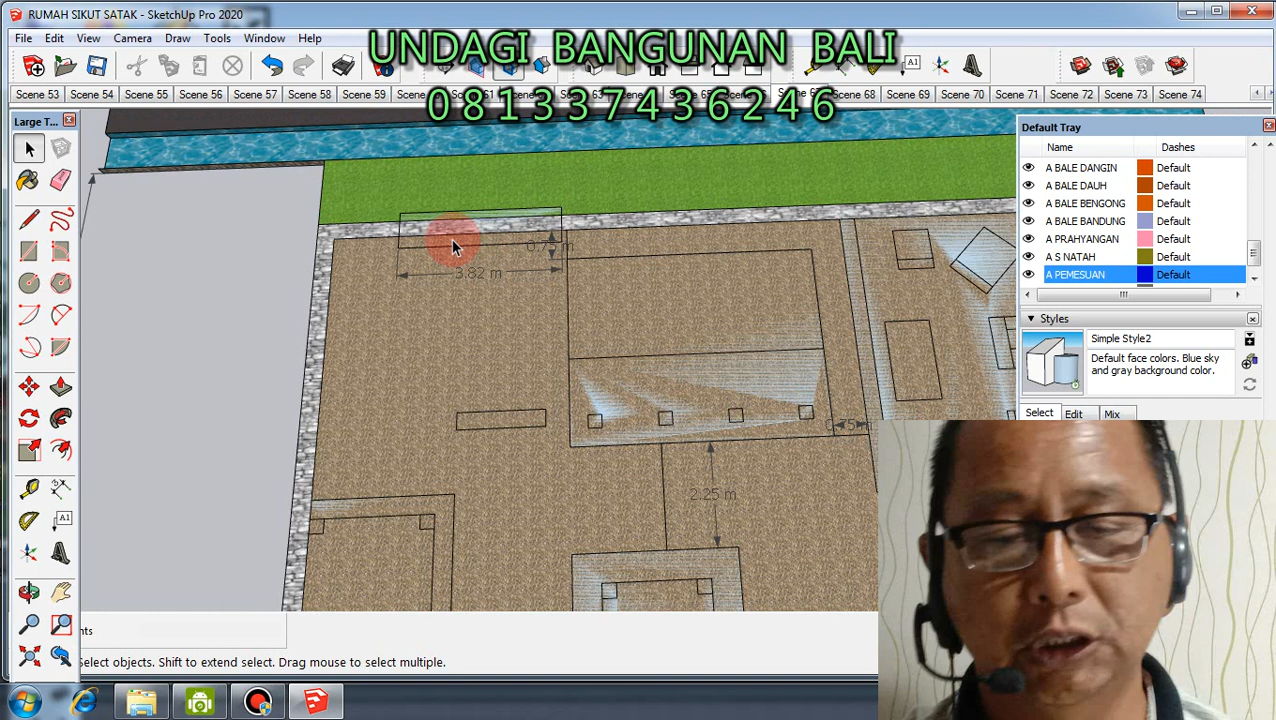 RUMAH SIKUT SATAK - SketchUp Pro 2020
File Edit View Camera Draw Tools Window Help
UNDAGI BANGUNAN BALI
081337436246
Scene 53 Scene 54 Scene 55 Scene 56 Scene 57 Scene 58 Scene 59 Scene 68 Scene 69 Scene 70 Scene 71 Scene 72 Scene 73 Scene 74
Large T...
Default Tray
Name Dashes
A BALE DANGIN Default
A BALE DAUH Default
A BALE BENGONG Default
A BALE BANDUNG Default
A PRAHYANGAN Default
A S NATAH Default
A PEMESUAN Default
Styles
Simple Style2
Default face colors. Blue sky
and gray background color.
Select Edit Mix
3.82 m
2.25 m
A1
A1
nts
Select objects. Shift to extend select. Drag mouse to select multiple.